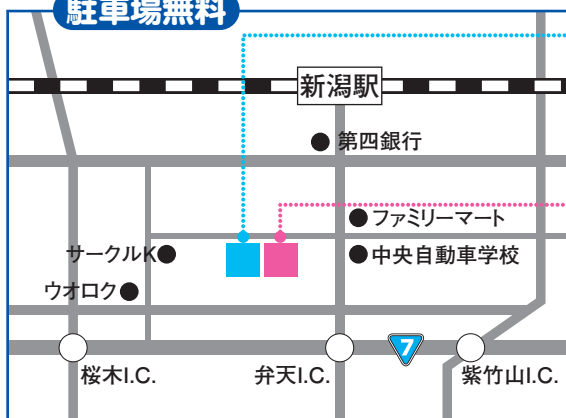 駐車場無料
新潟駅
第四銀行
ファミリーマート
サークルK
中央自動車学校
ウオロク
7
桜木I.C.
弁天I.C.
紫竹山I.C.